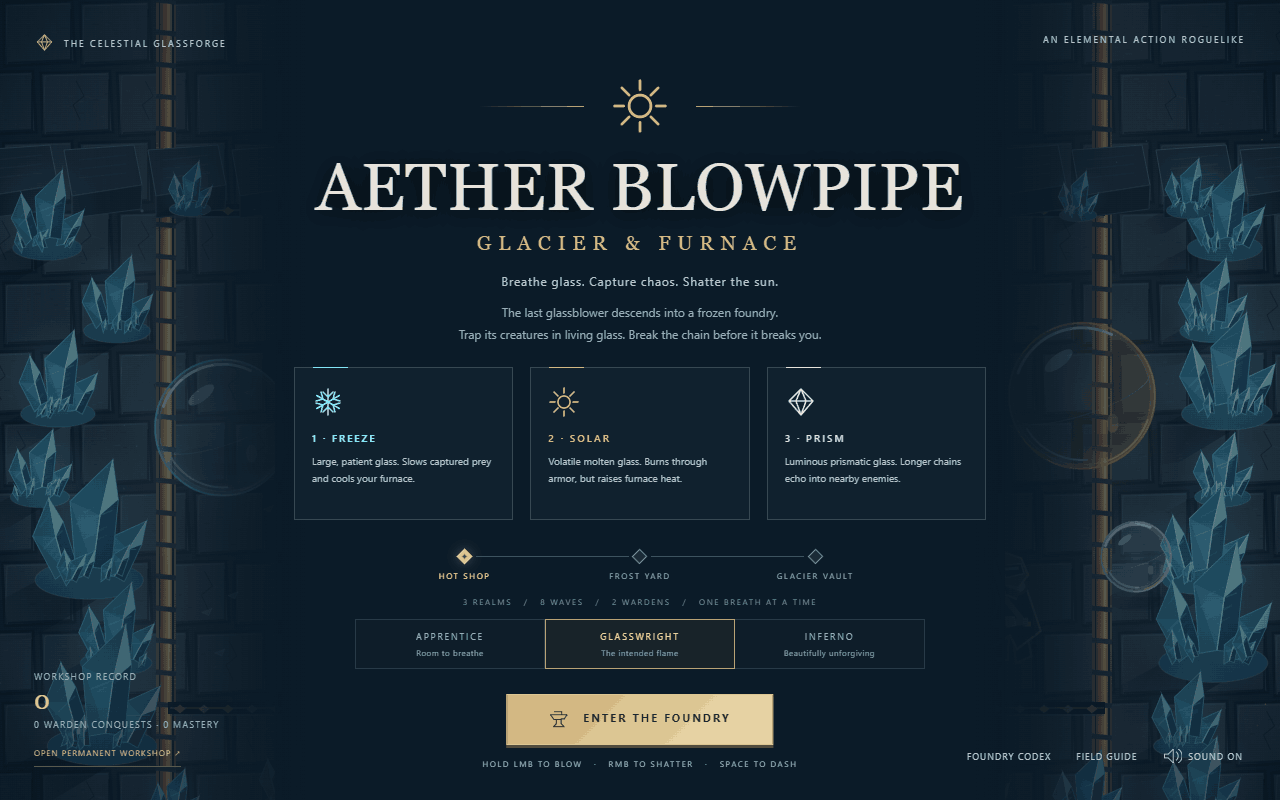 THE CELESTIAL GLASSFORGE
AN ELEMENTAL ACTION ROGUELIKE
AETHER BLOWPIPE
GLACIER & FURNACE
Breathe glass. Capture chaos. Shatter the sun.
The last glassblower descends into a frozen foundry.
Trap its creatures in living glass. Break the chain before it breaks you.
1 · FREEZE
Large, patient glass. Slows captured prey
and cools your furnace.
2 · SOLAR
Volatile molten glass. Burns through
armor, but raises furnace heat.
3 · PRISM
Luminous prismatic glass. Longer chains
echo into nearby enemies.
HOT SHOP
FROST YARD
GLACIER VAULT
3 REALMS / 8 WAVES / 2 WARDENS / ONE BREATH AT A TIME
APPRENTICE
Room to breathe
GLASSWRIGHT
The intended flame
INFERNO
Beautifully unforgiving
WORKSHOP RECORD
0
0 WARDEN CONQUESTS · 0 MASTERY
OPEN PERMANENT WORKSHOP ↗
ENTER THE FOUNDRY
HOLD LMB TO BLOW · RMB TO SHATTER · SPACE TO DASH
FOUNDRY CODEX
FIELD GUIDE
SOUND ON